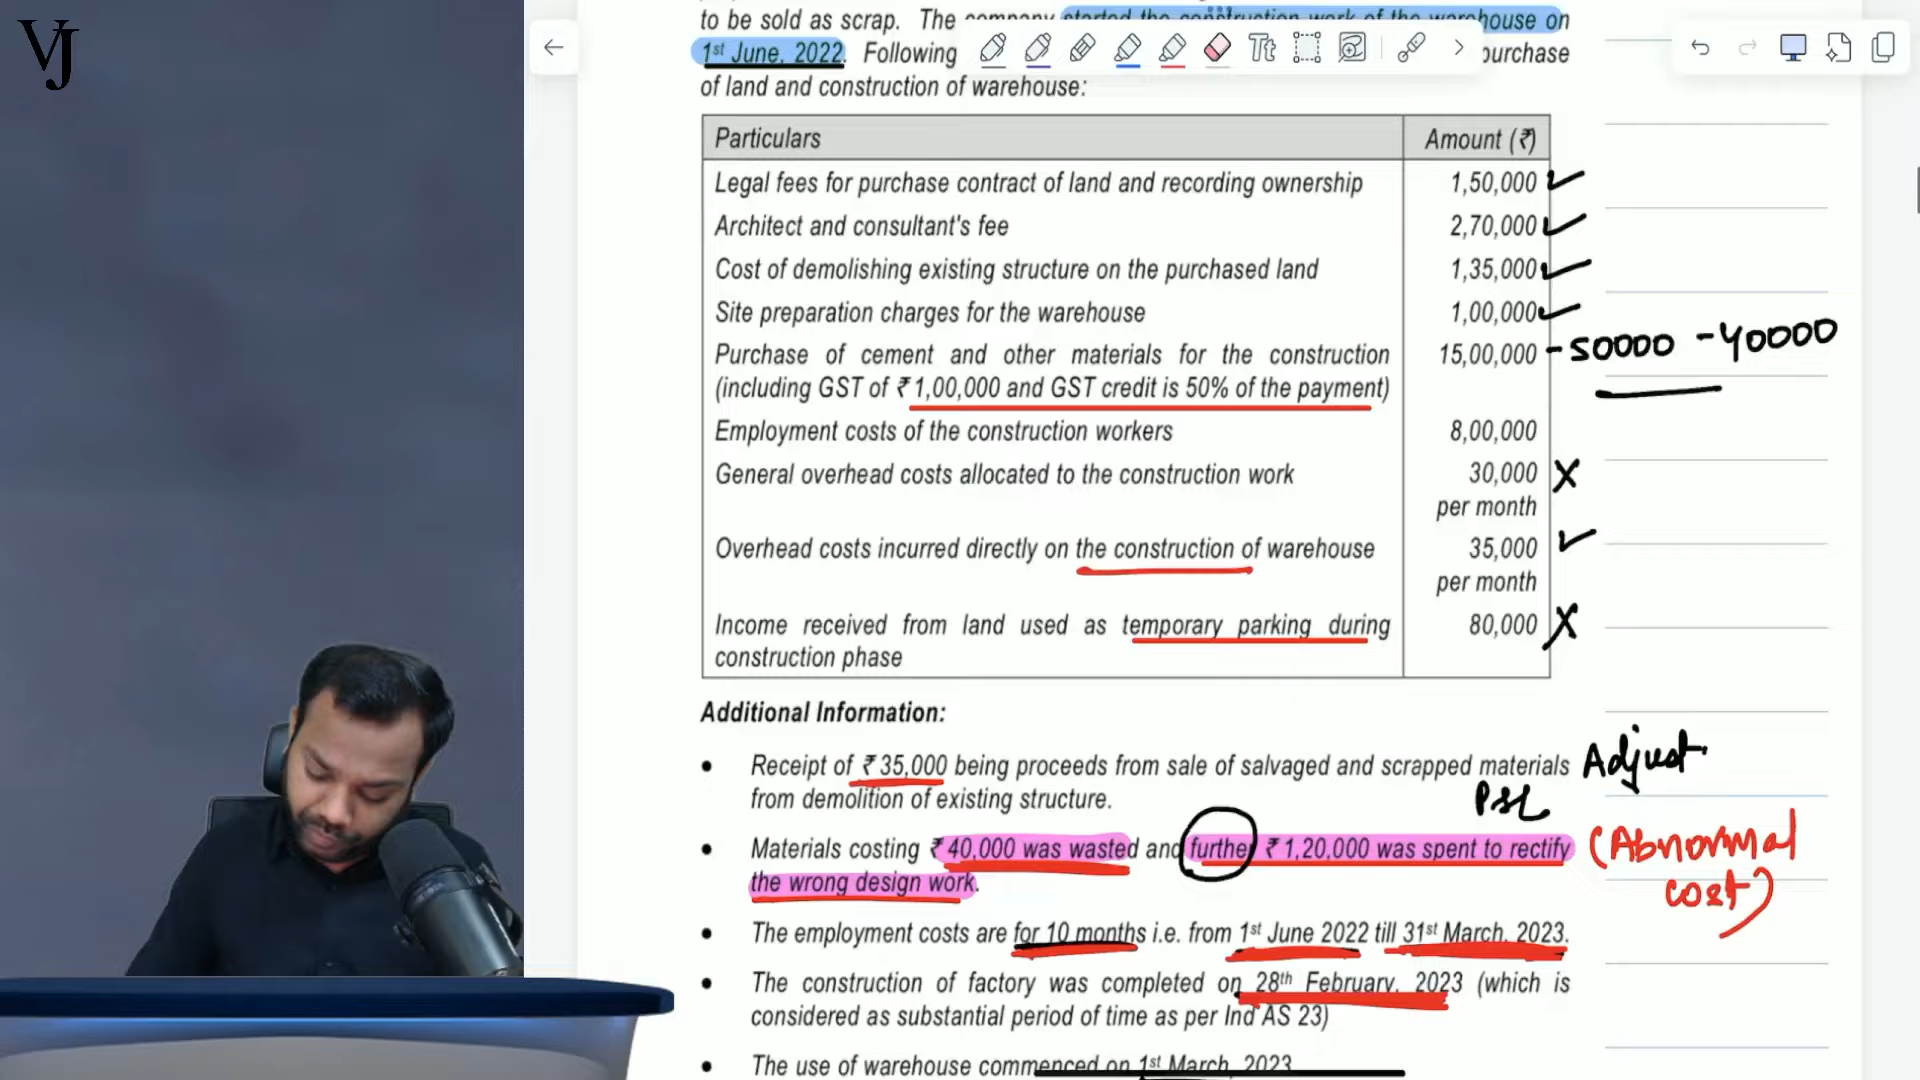 VJ
to be sold as scrap. The company started the construction work of the warehouse on
1st June, 2022. Following purchase
of land and construction of warehouse:
Tt
Particulars Amount (₹)
Legal fees for purchase contract of land and recording ownership 1,50,000
Architect and consultant's fee 2,70,000
Cost of demolishing existing structure on the purchased land 1,35,000
Site preparation charges for the warehouse 1,00,000
Purchase of cement and other materials for the construction 15,00,000 -50000 -40000
(including GST of ₹ 1,00,000 and GST credit is 50% of the payment)
Employment costs of the construction workers 8,00,000
General overhead costs allocated to the construction work 30,000
per month
Overhead costs incurred directly on the construction of warehouse 35,000
per month
Income received from land used as temporary parking during 80,000
construction phase
Additional Information:
Receipt of ₹ 35,000 being proceeds from sale of salvaged and scrapped materials Adjust
from demolition of existing structure. P&L
Materials costing ₹ 40,000 was wasted and further ₹ 1,20,000 was spent to rectify (Abnormal
the wrong design work. cost)
The employment costs are for 10 months i.e. from 1st June 2022 till 31st March, 2023.
The construction of factory was completed on 28th February, 2023 (which is
considered as substantial period of time as per Ind AS 23)
The use of warehouse commenced on 1st March, 2023